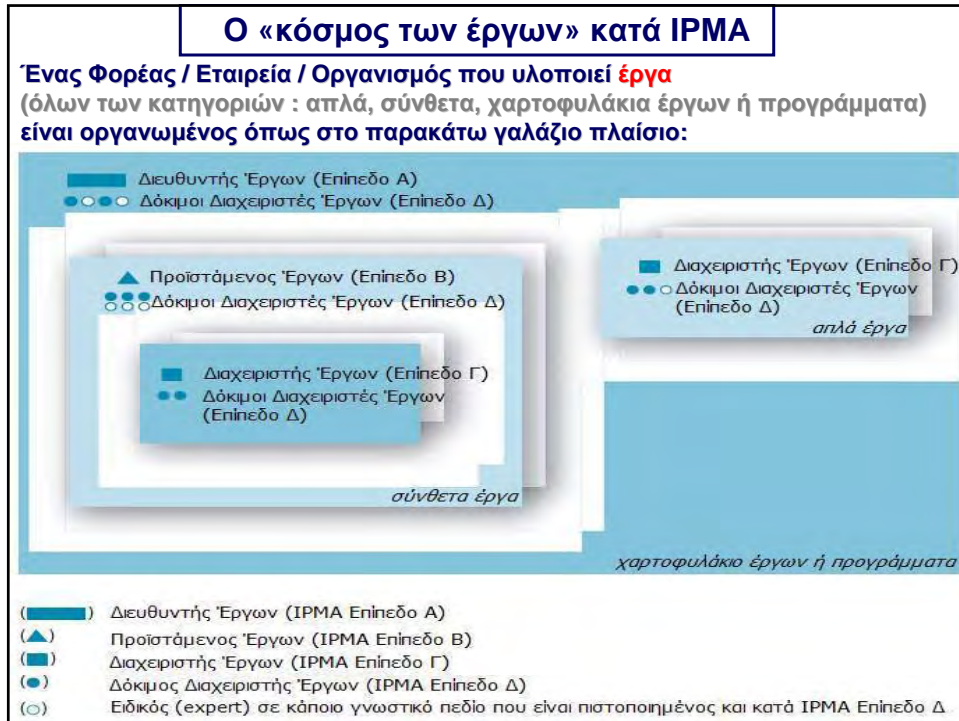 Ο «κόσμος των έργων» κατά IPMA
Ένας Φορέας / Εταιρεία / Οργανισμός που υλοποιεί έργα
(όλων των κατηγοριών : απλά, σύνθετα, χαρτοφυλάκια έργων ή προγράμματα)
είναι οργανωμένος όπως στο παρακάτω γαλάζιο πλαίσιο:
Διευθυντής Έργων (Επίπεδο Α)
Δόκιμοι Διαχειριστές Έργων (Επίπεδο Δ)
Προϊστάμενος Έργων (Επίπεδο Β)
Δόκιμοι Διαχειριστές Έργων (Επίπεδο Δ)
Διαχειριστής Έργων (Επίπεδο Γ)
Δόκιμοι Διαχειριστές Έργων
(Επίπεδο Δ)
σύνθετα έργα
Διαχειριστής Έργων (Επίπεδο Γ)
Δόκιμοι Διαχειριστές Έργων
(Επίπεδο Δ)
απλά έργα
χαρτοφυλάκιο έργων ή προγράμματα
( ) Διευθυντής Έργων (IPMA Επίπεδο Α)
( ) Προϊστάμενος Έργων (IPMA Επίπεδο Β)
( ) Διαχειριστής Έργων (IPMA Επίπεδο Γ)
( ) Δόκιμος Διαχειριστής Έργων (IPMA Επίπεδο Δ)
( ) Ειδικός (expert) σε κάποιο γνωστικό πεδίο που είναι πιστοποιημένος και κατά IPMA Επίπεδο Δ